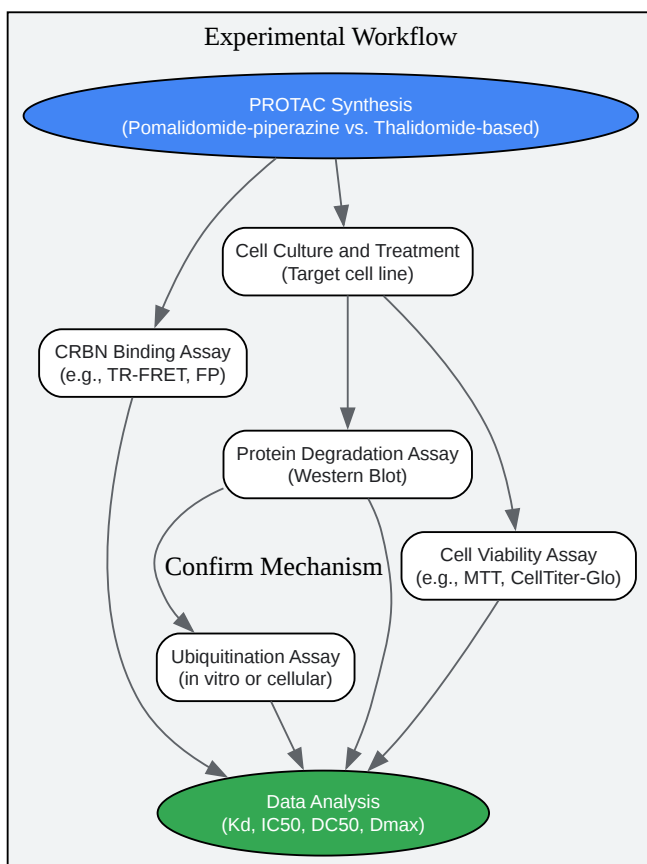 Experimental Workflow
PROTAC Synthesis
(Pomalidomide-piperazine vs. Thalidomide-based)
Cell Culture and Treatment
(Target cell line)
CRBN Binding Assay
(e.g., TR-FRET, FP)
Protein Degradation Assay
(Western Blot)
Confirm Mechanism
Cell Viability Assay
(e.g., MTT, CellTiter-Glo)
Ubiquitination Assay
(in vitro or cellular)
Data Analysis
(Kd, IC50, DC50, Dmax)